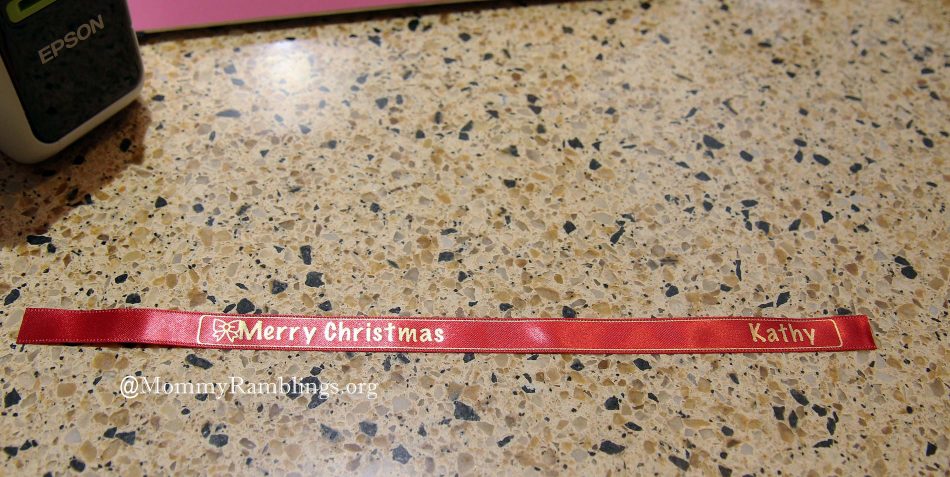 EPSON
Merry Christmas Kathy
@MommyRamblings.org